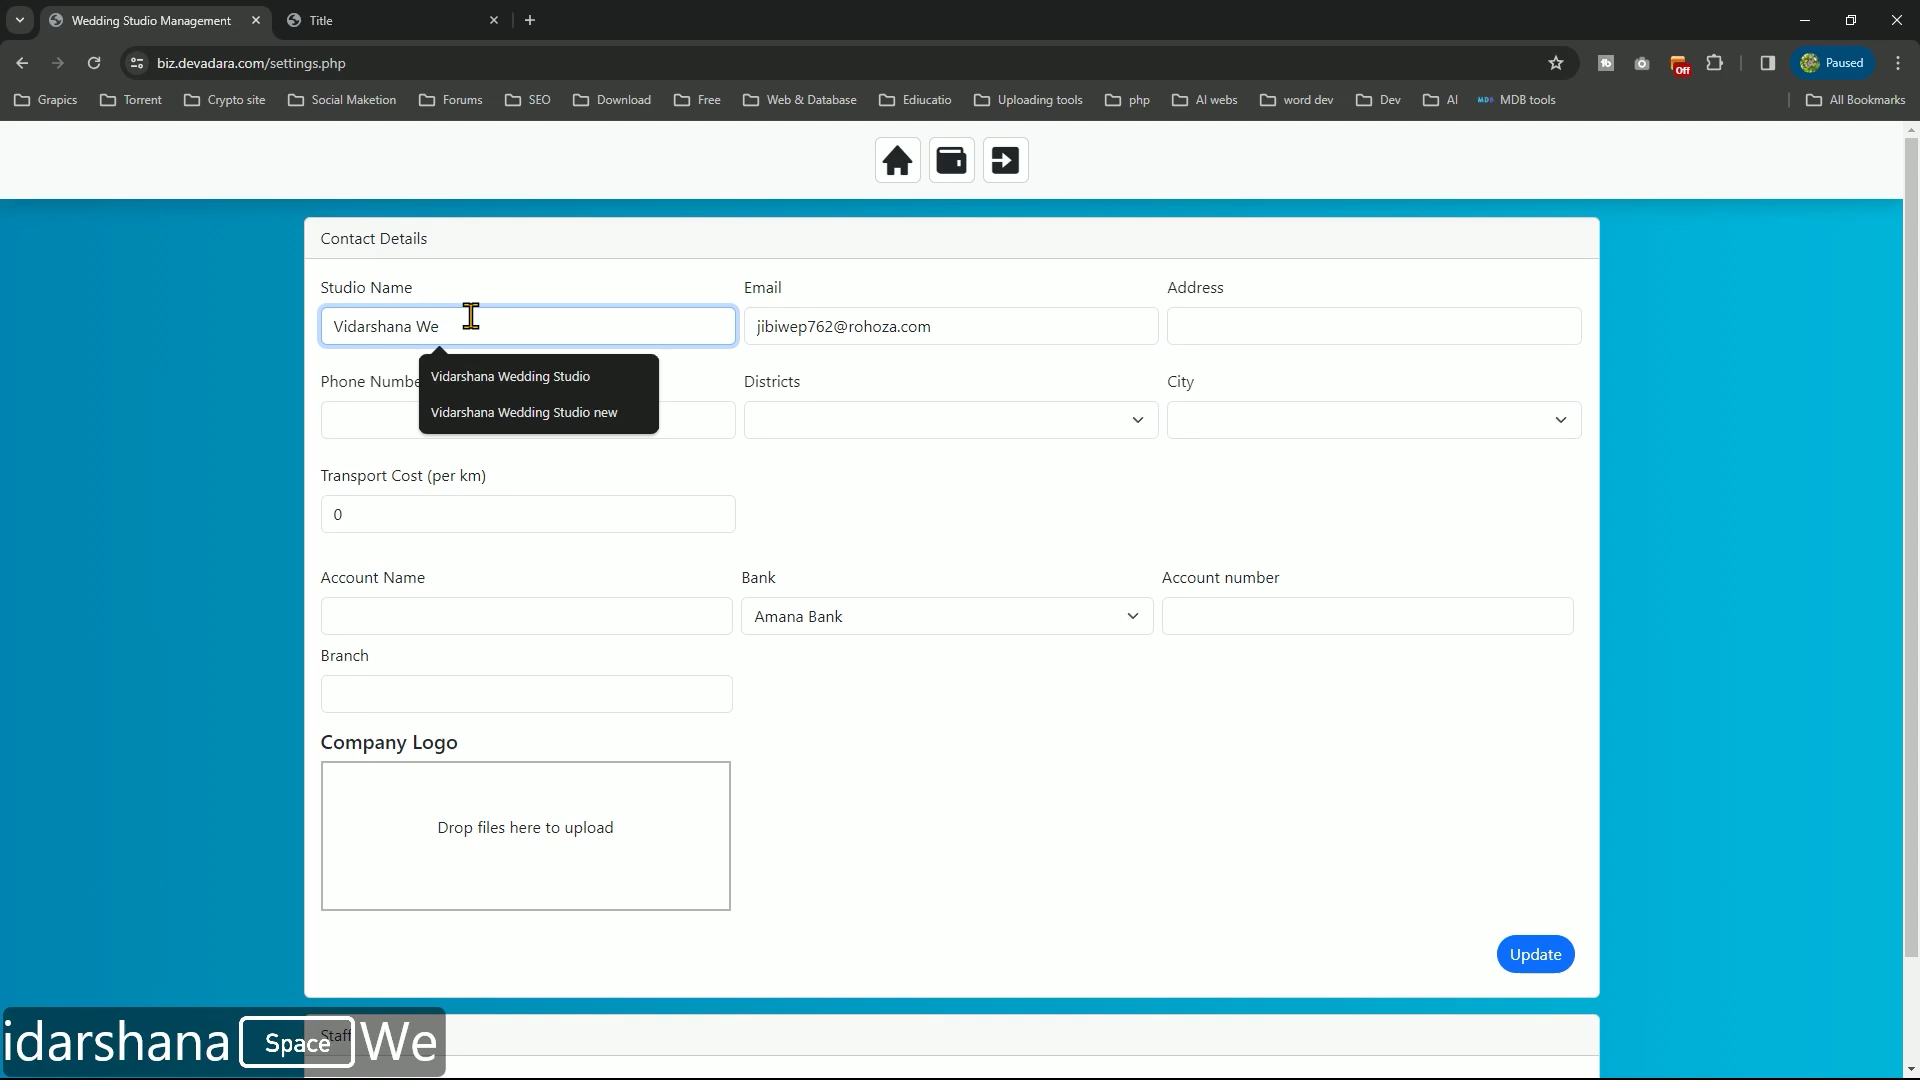 Wedding Studio Management
Title
biz.devadara.com/settings.php
Off
Paused
Grapics
Torrent
Crypto site
Social Maketion
Forums
SEO
Download
Free
Web & Database
Ediucatio
Uploading tools
php
AI webs
word dev
Dev
AI
MDB tools
All Bookmarks
Contact Details
Studio Name
Email
Address
Vidarshana We
jibiwep762@rohoza.com
Vidarshana Wedding Studio
Vidarshana Wedding Studio new
Phone Numbe
Districts
City
Transport Cost (per km)
0
Account Name
Bank
Account number
Amana Bank
Branch
Company Logo
Drop files here to upload
Update
Staff
idarshana Space We